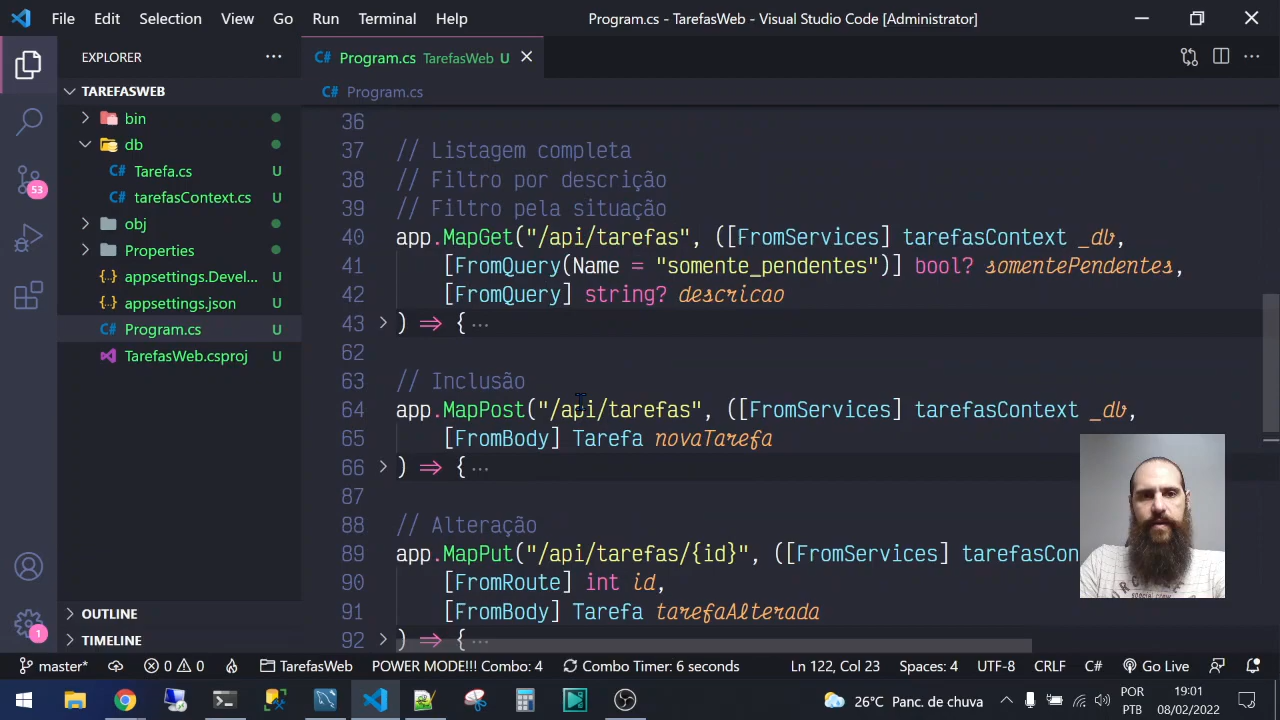 File Edit Selection View Go Run Terminal Help
Program.cs - TarefasWeb - Visual Studio Code [Administrator]
EXPLORER
TAREFASWEB
bin
db
C# Tarefa.cs U
C# tarefasContext.cs U
obj
Properties
{..} appsettings.Devel... U
{..} appsettings.json U
C# Program.cs U
TarefasWeb.csproj U
OUTLINE
TIMELINE
53
1
C# Program.cs TarefasWeb U
C# Program.cs
36
37 // Listagem completa
38 // Filtro por descrição
39 // Filtro pela situação
40 app.MapGet("/api/tarefas", ([FromServices] tarefasContext _db,
41 [FromQuery(Name = "somente_pendentes")] bool? somentePendentes,
42 [FromQuery] string? descricao
43 ) => { ...
62
63 // Inclusão
64 app.MapPost("/api/tarefas", ([FromServices] tarefasContext _db,
65 [FromBody] Tarefa novaTarefa
66 ) => { ...
87
88 // Alteração
89 app.MapPut("/api/tarefas/{id}", ([FromServices] tarefasCon
90 [FromRoute] int id,
91 [FromBody] Tarefa tarefaAlterada
92 ) => { ...
master* 0 0 TarefasWeb POWER MODE!!! Combo: 4 Combo Timer: 6 seconds Ln 122, Col 23 Spaces: 4 UTF-8 CRLF C# Go Live
26°C Panc. de chuva
POR
PTB
19:01
08/02/2022